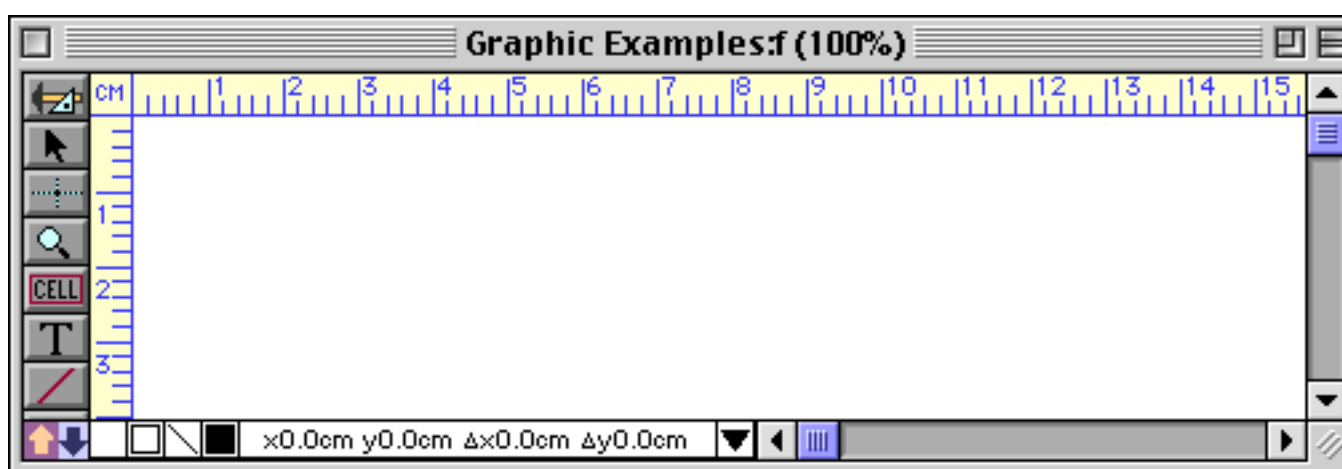 Graphic Examples:f (100%)
CM 1 2 3 4 5 6 7 8 9 10 11 12 13 14 15
1
CELL 2
T
3
x0.0cm y0.0cm Δx0.0cm Δy0.0cm